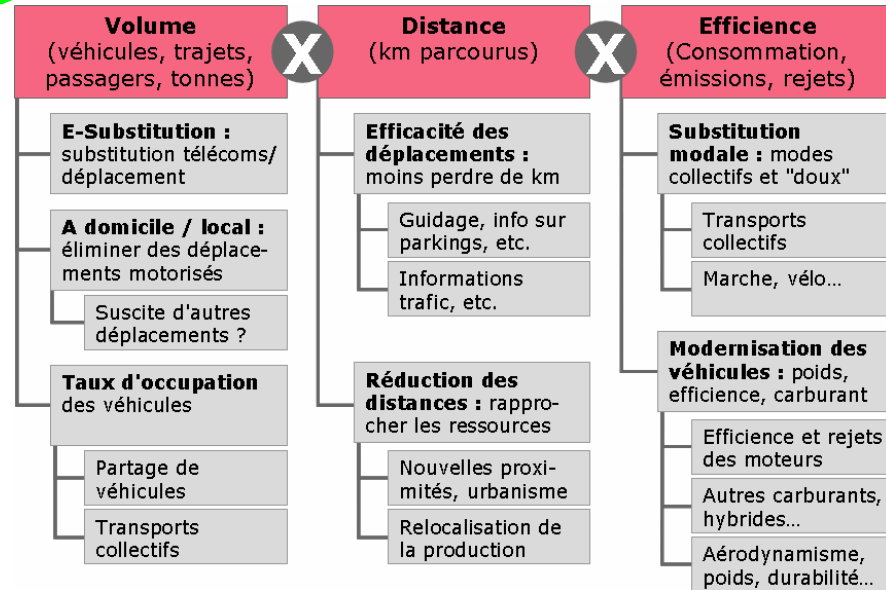 Volume
(véhicules, trajets,
passagers, tonnes)
X
Distance
(km parcourus)
X
Efficience
(Consommation,
émissions, rejets)
E-Substitution :
substitution télécoms/
déplacement
A domicile / local :
éliminer des déplace-
ments motorisés
Suscite d'autres
déplacements ?
Taux d'occupation
des véhicules
Partage de
véhicules
Transports
collectifs
Efficacité des
déplacements :
moins perdre de km
Guidage, info sur
parkings, etc.
Informations
trafic, etc.
Réduction des
distances : rappro-
cher les ressources
Nouvelles proxi-
mités, urbanisme
Relocalisation de
la production
Substitution
modale : modes
collectifs et "doux"
Transports
collectifs
Marche, vélo...
Modernisation des
véhicules : poids,
efficience, carburant
Efficience et rejets
des moteurs
Autres carburants,
hybrides...
Aérodynamisme,
poids, durabilité...